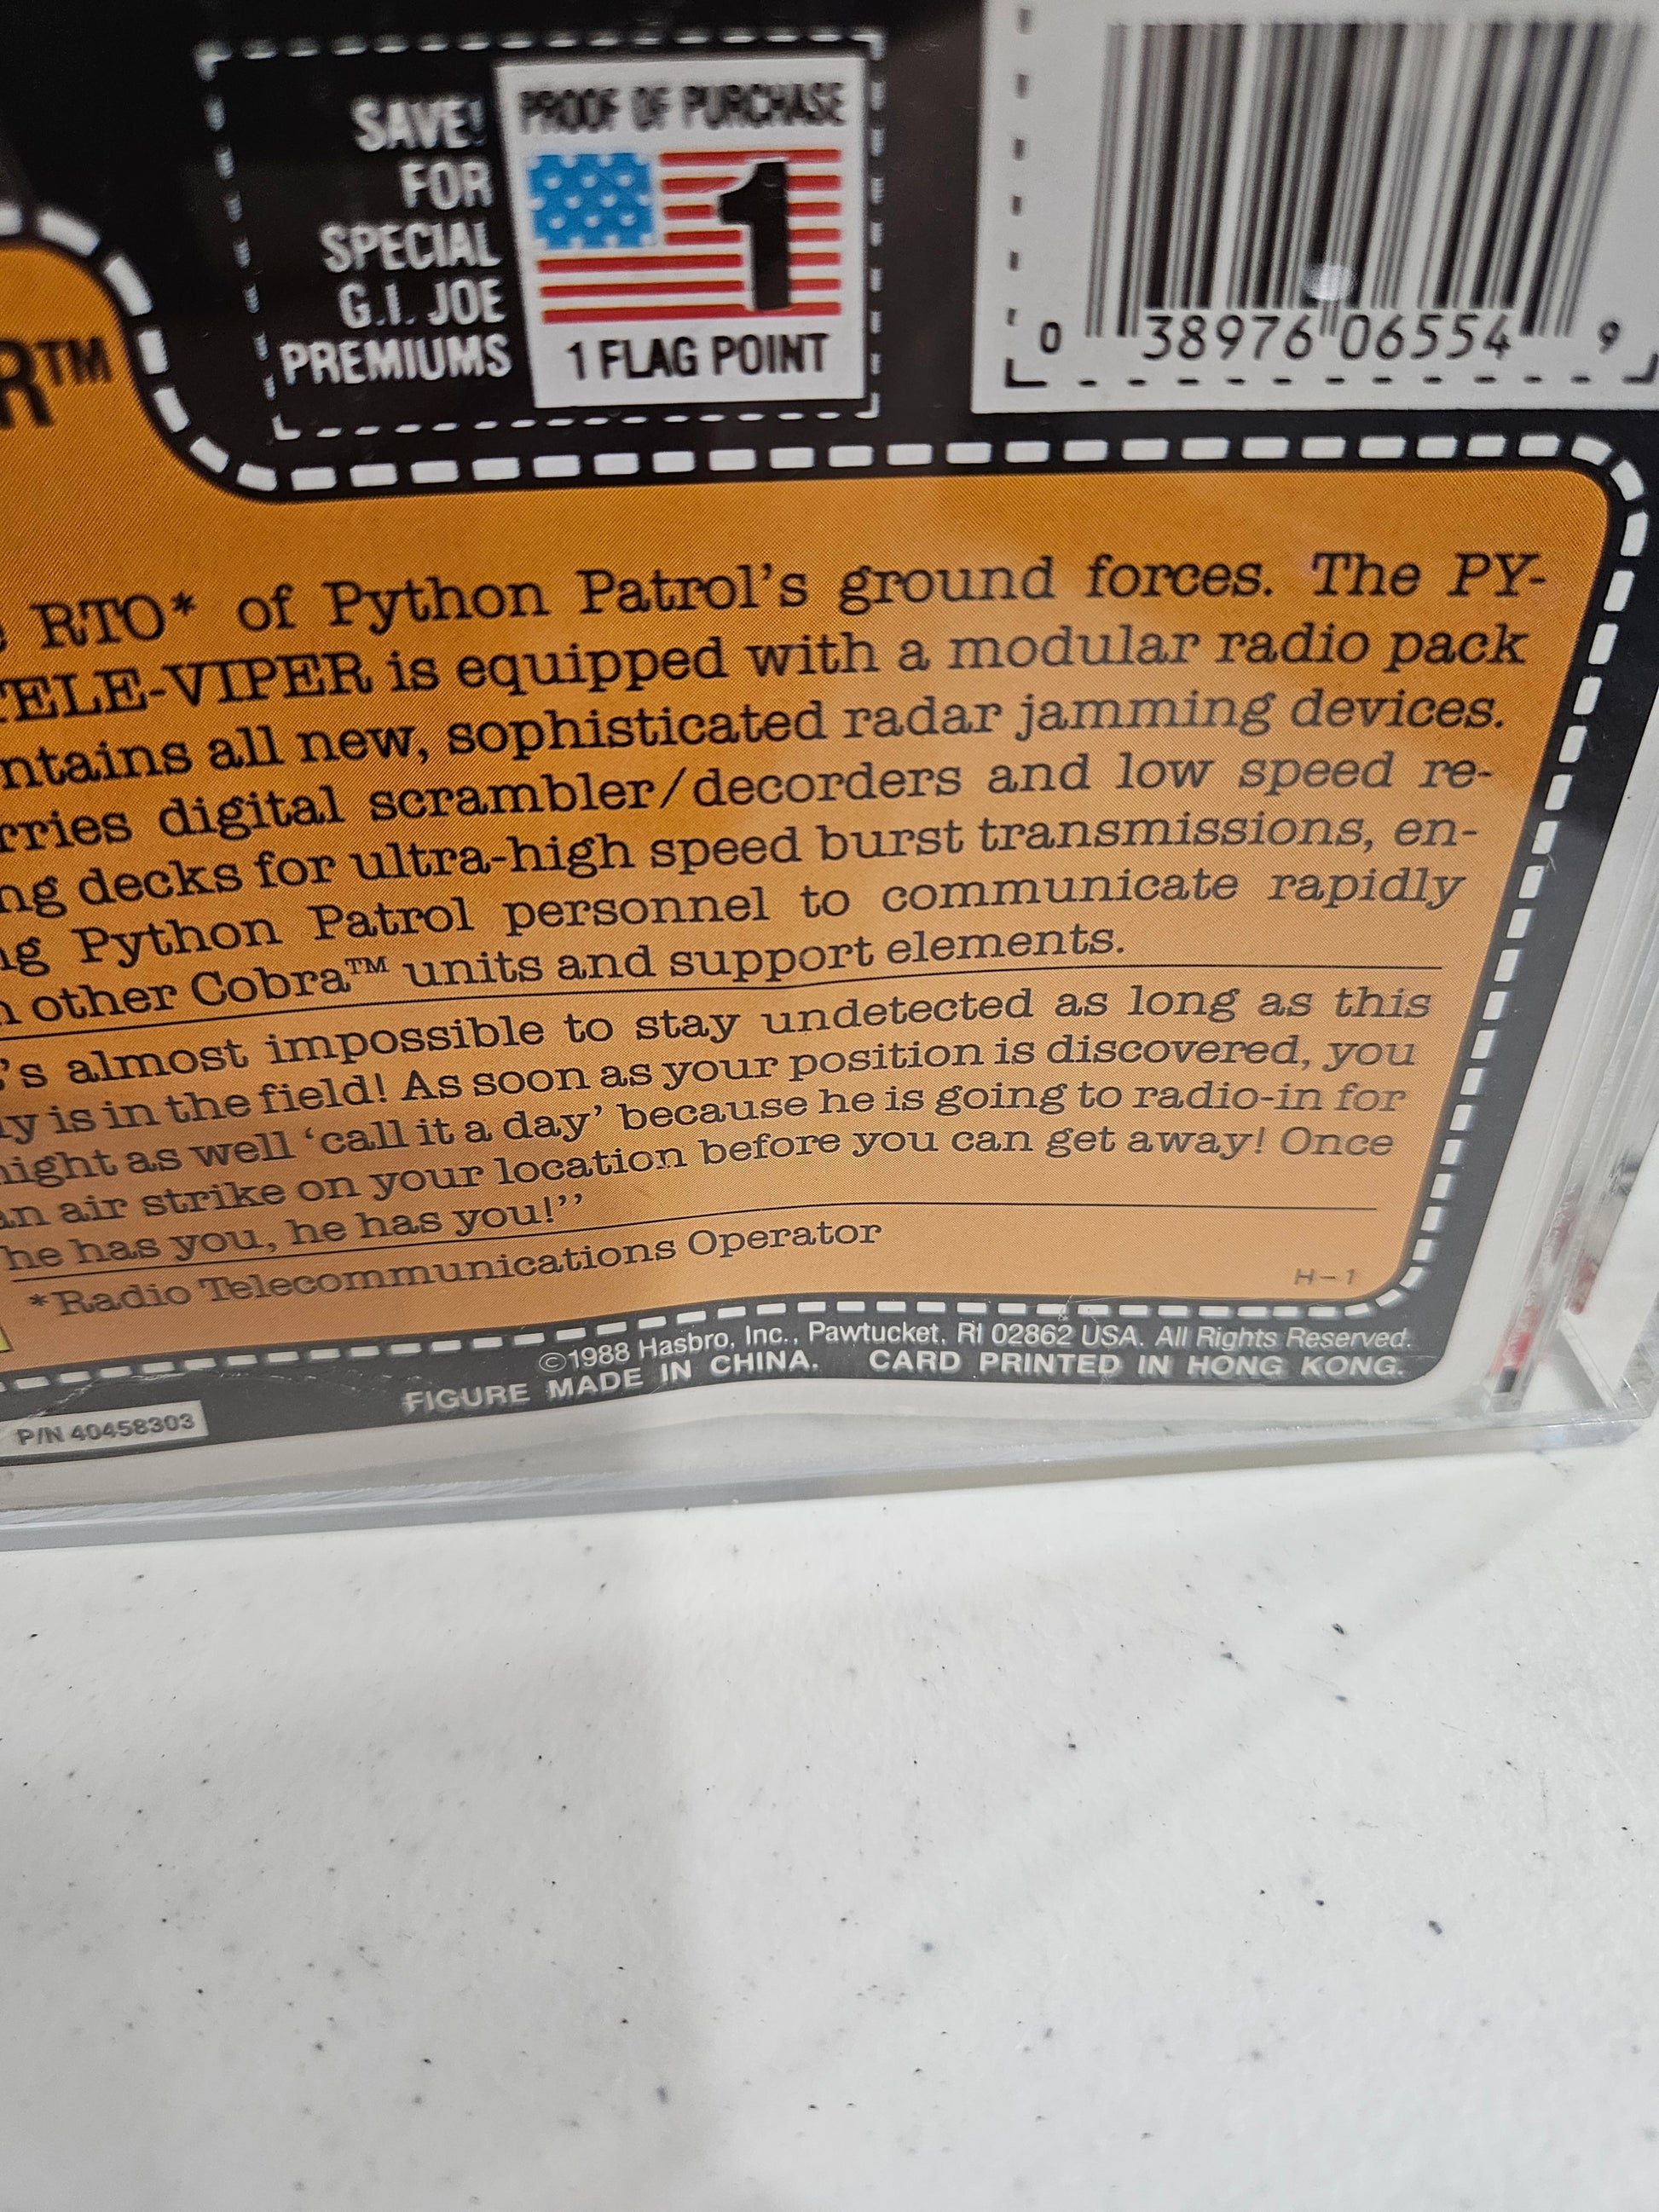 SAVE!
FOR
SPECIAL
G.I. JOE
PREMIUMS
PROOF OF PURCHASE
1
1 FLAG POINT
0 38976 06554 9
R™
RTO* of Python Patrol's ground forces. The PY-
TELE-VIPER is equipped with a modular radio pack
ntains all new, sophisticated radar jamming devices.
rries digital scrambler/decorders and low speed re-
ng decks for ultra-high speed burst transmissions, en-
ng Python Patrol personnel to communicate rapidly
other Cobra™ units and support elements.
's almost impossible to stay undetected as long as this
y is in the field! As soon as your position is discovered, you
night as well 'call it a day' because he is going to radio-in for
an air strike on your location before you can get away! Once
he has you, he has you!"
*Radio Telecommunications Operator
H-1
©1988 Hasbro, Inc., Pawtucket, RI 02862 USA. All Rights Reserved.
FIGURE MADE IN CHINA. CARD PRINTED IN HONG KONG.
P/N 40458303